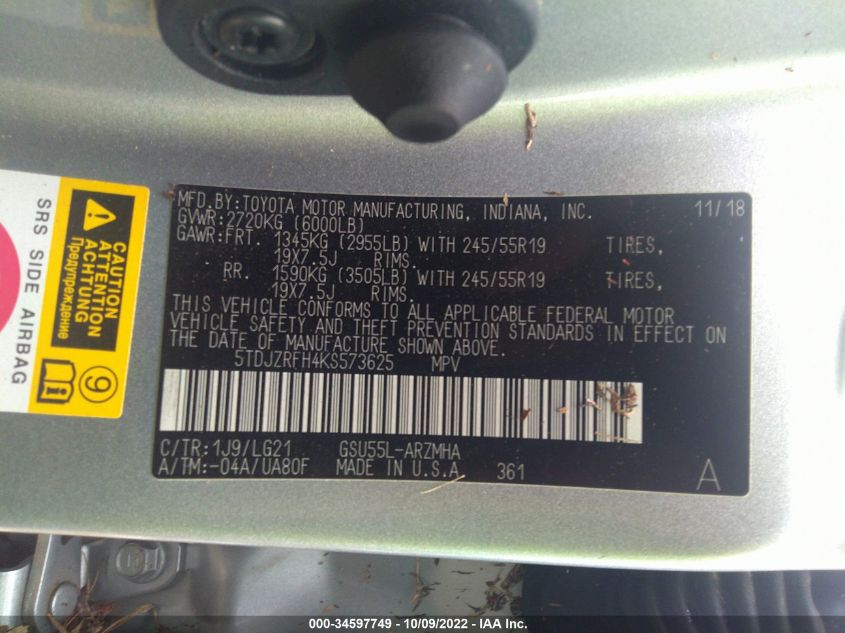 MFD.BY:TOYOTA MOTOR MANUFACTURING, INDIANA, INC. 11/18
GVWR:2720KG (6000LB)
GAWR:FRT. 1345KG (2955LB) WITH 245/55R19 TIRES,
19X7.5J RIMS.
RR. 1590KG (3505LB) WITH 245/55R19 TIRES,
19X7.5J RIMS.
THIS VEHICLE CONFORMS TO ALL APPLICABLE FEDERAL MOTOR
VEHICLE SAFETY AND THEFT PREVENTION STANDARDS IN EFFECT ON
THE DATE OF MANUFACTURE SHOWN ABOVE.
5TDJZRFH4KS573625 MPV
C/TR:1J9/LG21 GSU55L-ARZMHA
A/TM:-04A/UA80F MADE IN U.S.A. 361 A
CAUTION
ATTENTION
ACHTUNG
Предупреждение
9
SRS SIDE AIRBAG
000-34597749 - 10/09/2022 - IAA Inc.